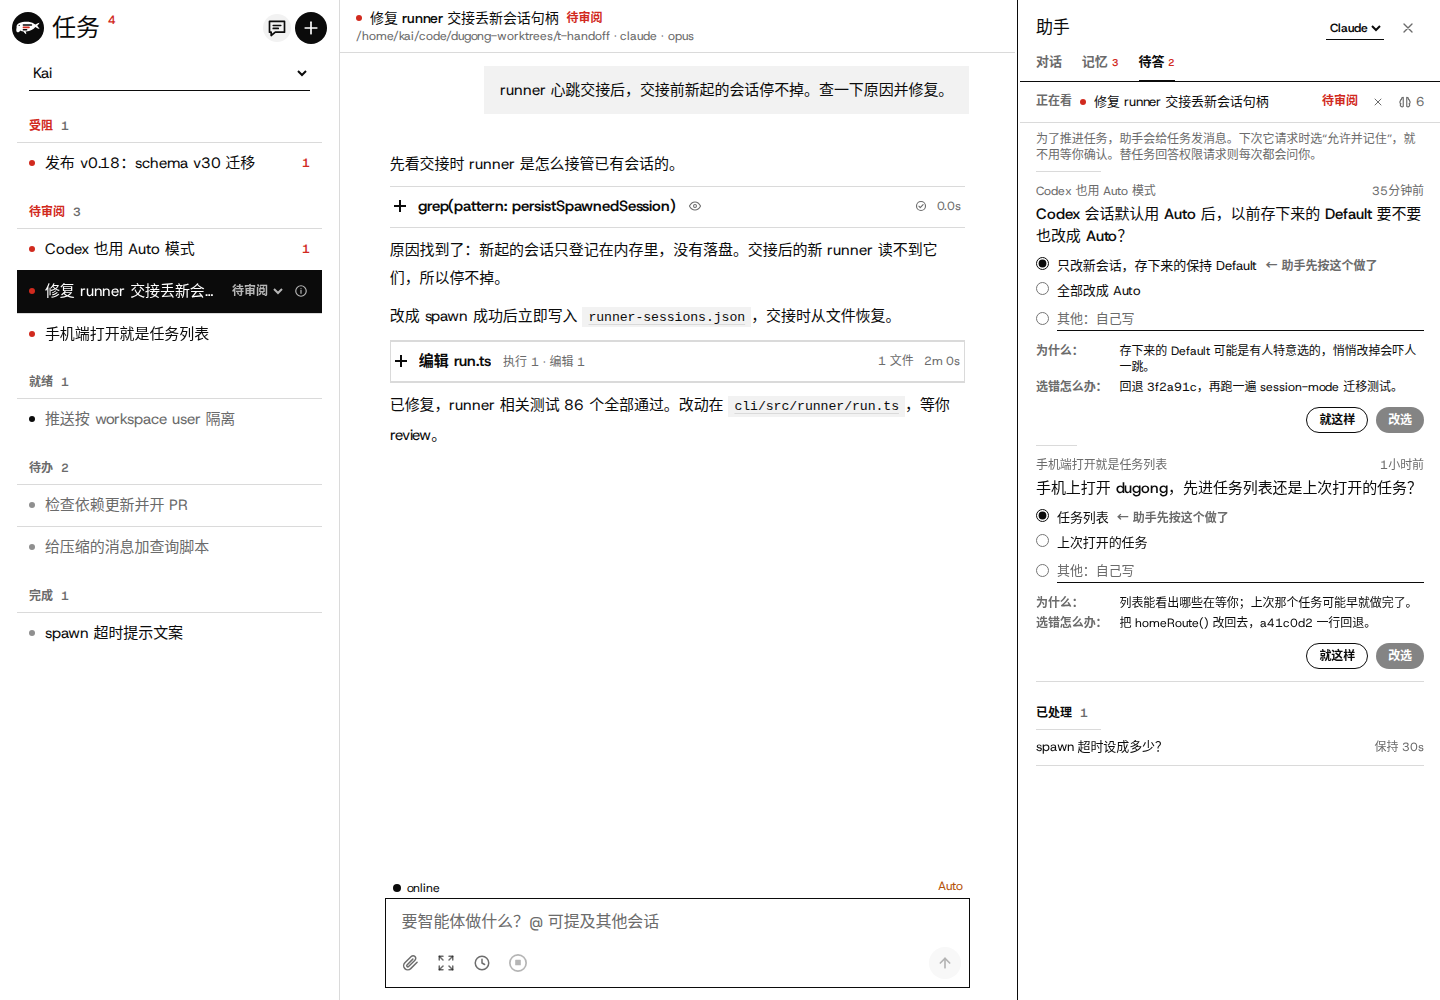 任务 4
Kai
受阻 1
发布 v0.18：schema v30 迁移 1
待审阅 3
Codex 也用 Auto 模式 1
修复 runner 交接丢新会... 待审阅
手机端打开就是任务列表
就绪 1
推送按 workspace user 隔离
待办 2
检查依赖更新并开 PR
给压缩的消息加查询脚本
完成 1
spawn 超时提示文案
修复 runner 交接丢新会话句柄 待审阅
/home/kai/code/dugong-worktrees/t-handoff · claude · opus
runner 心跳交接后，交接前新起的会话停不掉。查一下原因并修复。
先看交接时 runner 是怎么接管已有会话的。
grep(pattern: persistSpawnedSession) 0.0s
原因找到了：新起的会话只登记在内存里，没有落盘。交接后的新 runner 读不到它
们，所以停不掉。
改成 spawn 成功后立即写入 runner-sessions.json，交接时从文件恢复。
编辑 run.ts 执行 1 · 编辑 1 1 文件 2m 0s
已修复，runner 相关测试 86 个全部通过。改动在 cli/src/runner/run.ts，等你
review。
online Auto
要智能体做什么？@ 可提及其他会话
助手 Claude
对话 记忆 3 待答 2
正在看 修复 runner 交接丢新会话句柄 待审阅 × 6
为了推进任务，助手会给任务发消息。下次它请求时选“允许并记住”，就
不用等你确认。替任务回答权限请求则每次都会问你。
Codex 也用 Auto 模式 35分钟前
Codex 会话默认用 Auto 后，以前存下来的 Default 要不要
也改成 Auto？
只改新会话，存下来的保持 Default ← 助手先按这个做了
全部改成 Auto
其他：自己写
为什么： 存下来的 Default 可能是有人特意选的，悄悄改掉会吓人
一跳。
选错怎么办： 回退 3f2a91c，再跑一遍 session-mode 迁移测试。
就这样 改选
手机端打开就是任务列表 1小时前
手机上打开 dugong，先进任务列表还是上次打开的任务？
任务列表 ← 助手先按这个做了
上次打开的任务
其他：自己写
为什么： 列表能看出哪些在等你；上次那个任务可能早就做完了。
选错怎么办： 把 homeRoute() 改回去，a41c0d2 一行回退。
就这样 改选
已处理 1
spawn 超时设成多少？ 保持 30s